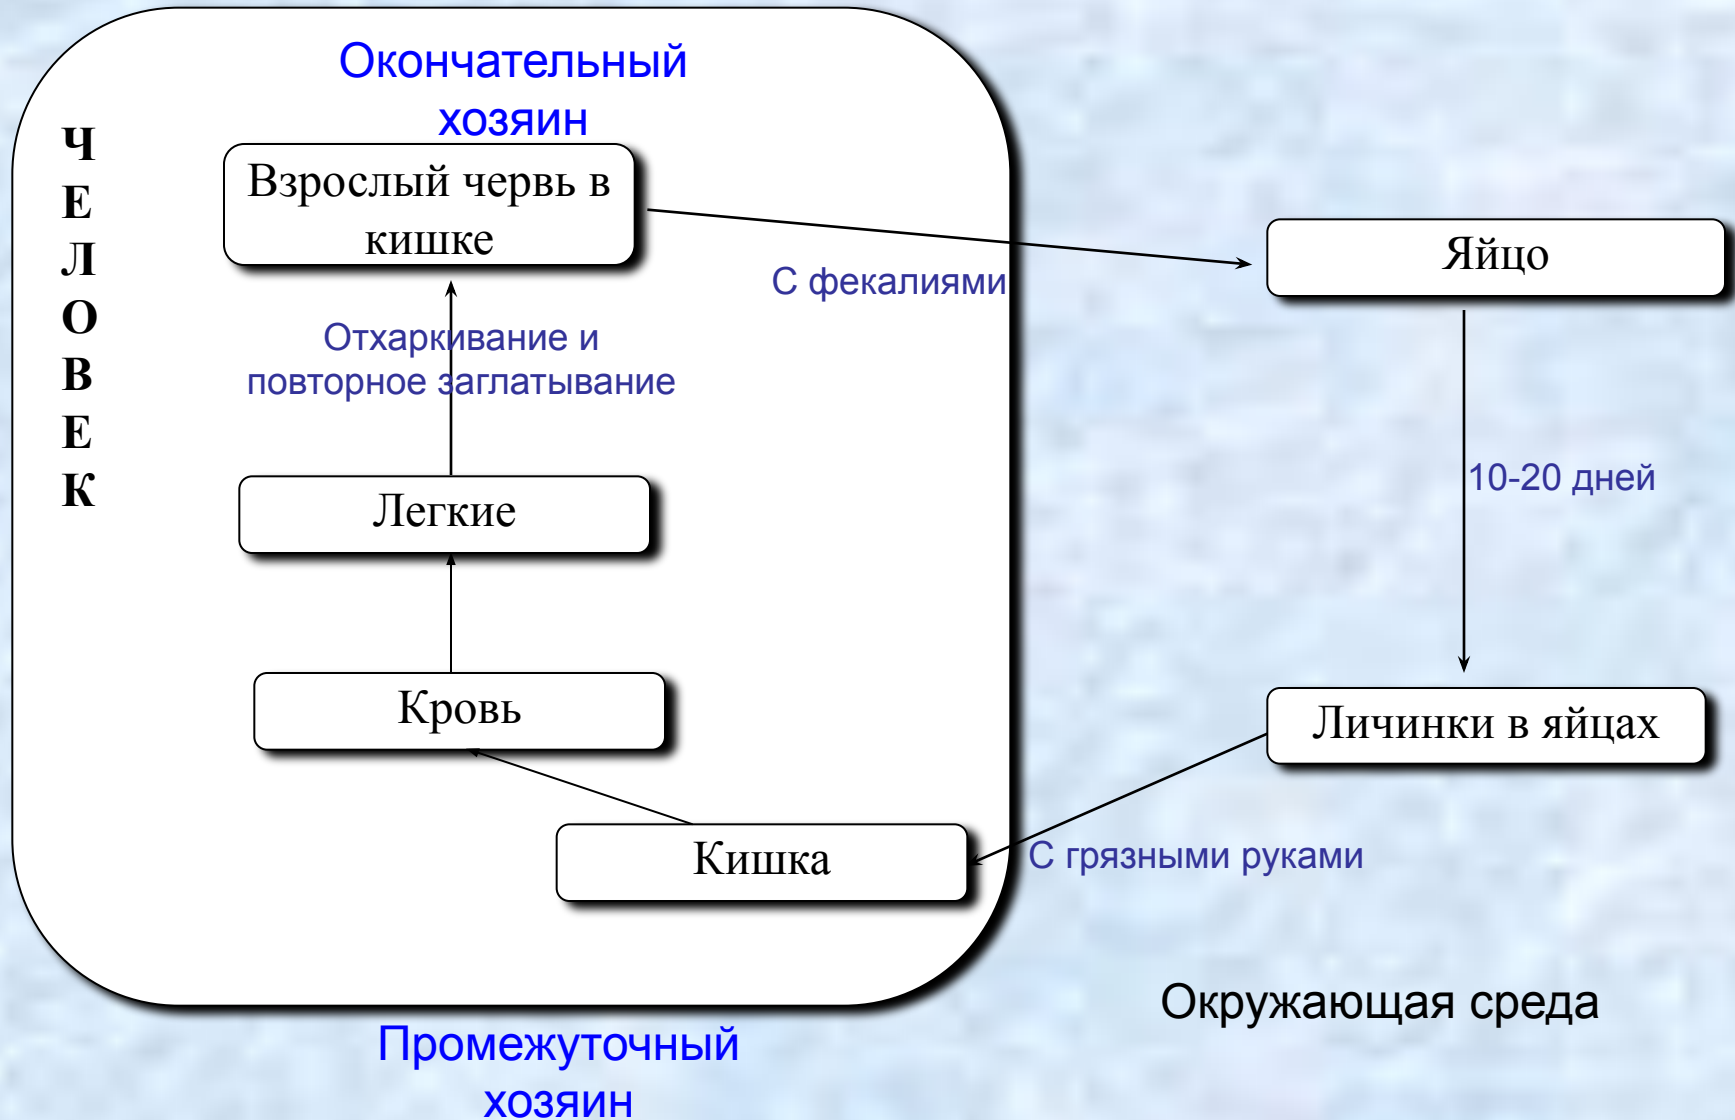 Окончательный
хозяин
Ч
Е
Л
О
В
Е
К
Взрослый червь в
кишке
Яйцо
С фекалиями
Отхаркивание и
повторное заглатывание
10-20 дней
Легкие
Кровь
Личинки в яйцах
Кишка
С грязными руками
Окружающая среда
Промежуточный
хозяин